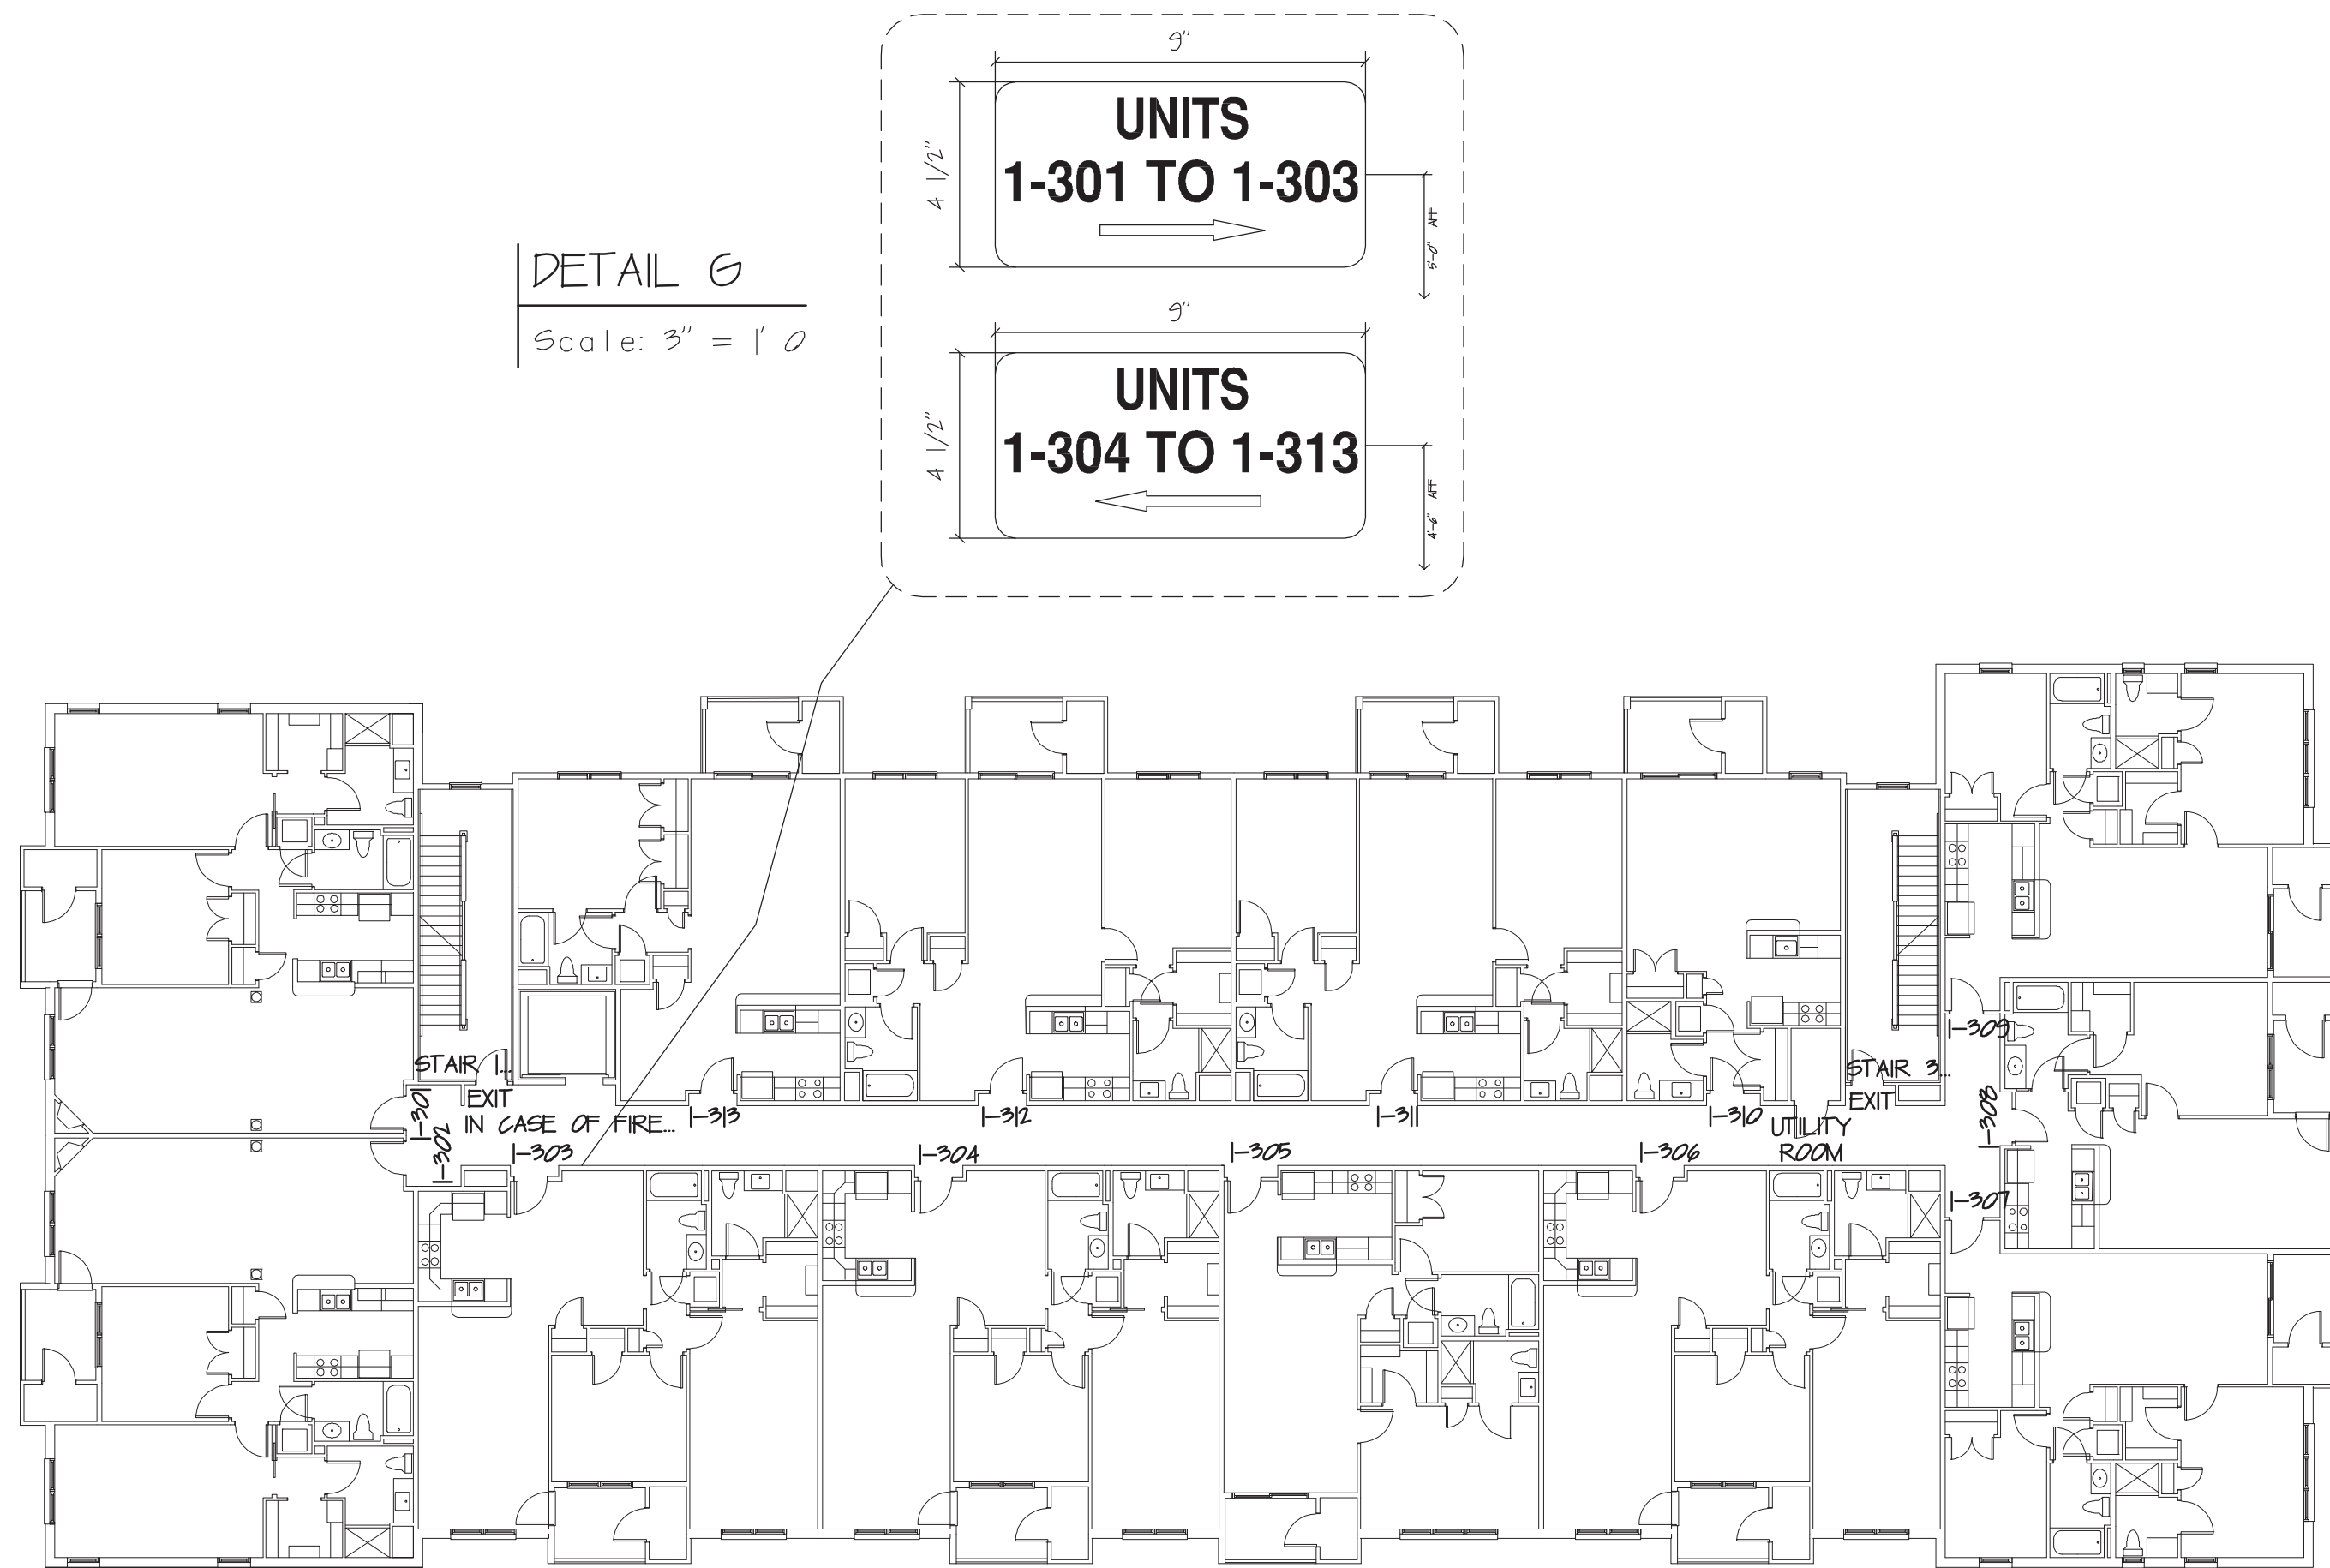 9"
UNITS
1-301 TO 1-303
4 1/2"
5'-0" AFF
DETAIL G
Scale: 3" = 1' 0
9"
UNITS
1-304 TO 1-313
4 1/2"
4'-6" AFF
1-309
STAIR 1...
STAIR 3...
EXIT
EXIT
1-301
IN CASE OF FIRE...
1-313
1-312
1-311
1-310
UTILITY
ROOM
1-308
1-302
1-303
1-304
1-305
1-306
1-307